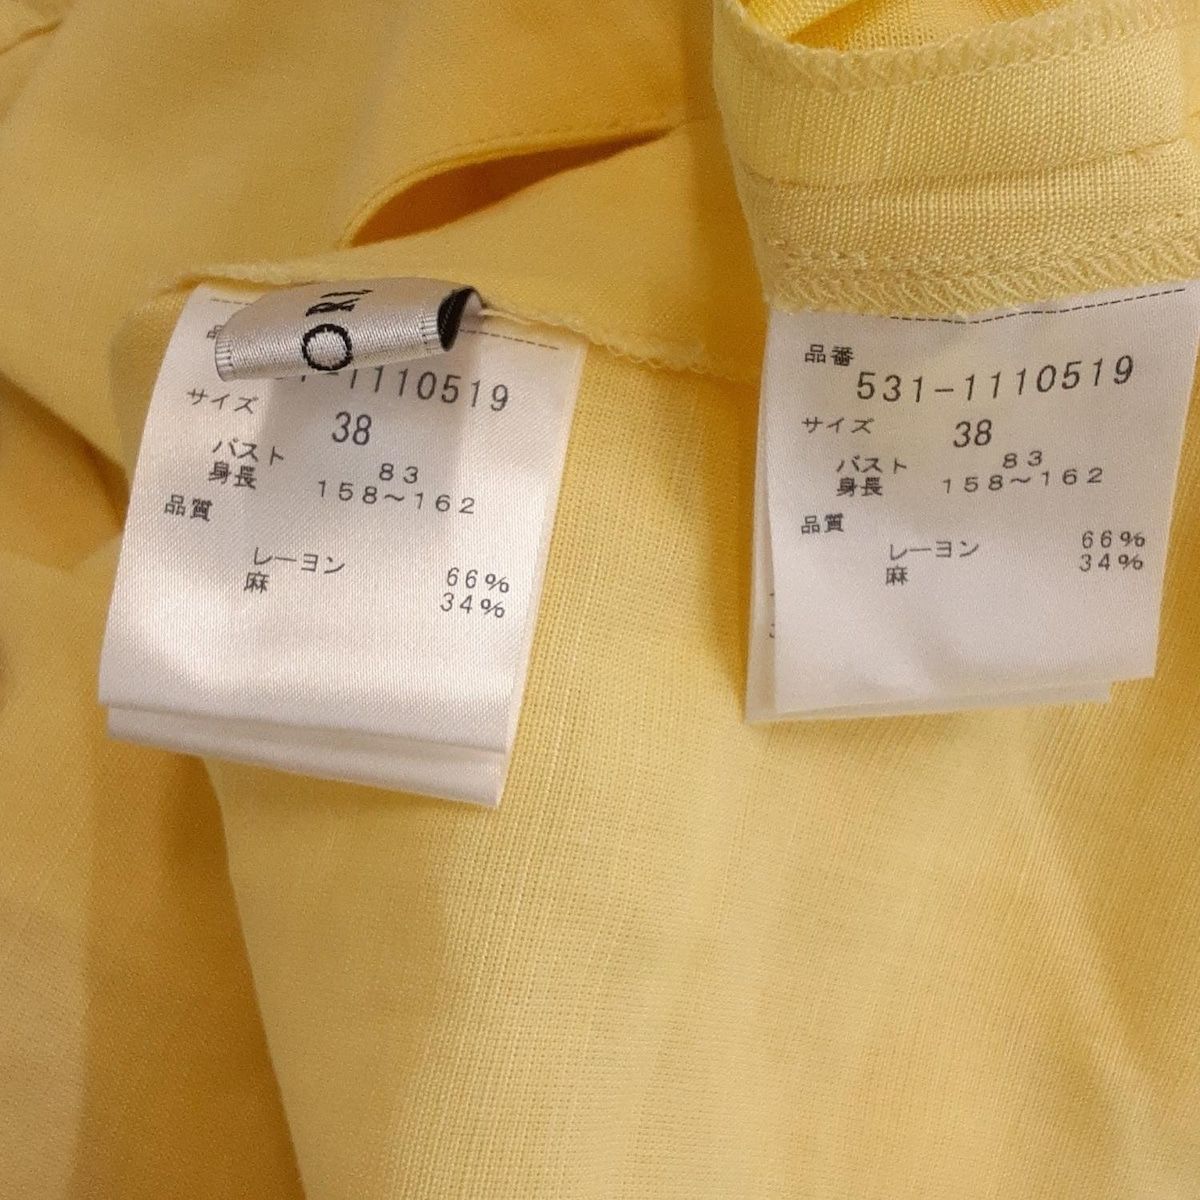 ORI
-1110519
サイズ
38
バスト 83
身長 158～162
品質
レーヨン 66%
麻 34%
品番
531-1110519
サイズ
38
バスト 83
身長 158～162
品質
レーヨン 66%
麻 34%